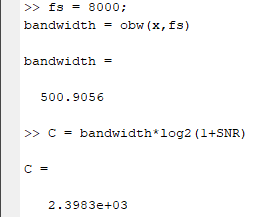 >> fs = 8000;
bandwidth = obw(x,fs)
bandwidth =
500.9056
>> C = bandwidth*log2(1+SNR)
C =
2.3983e+03